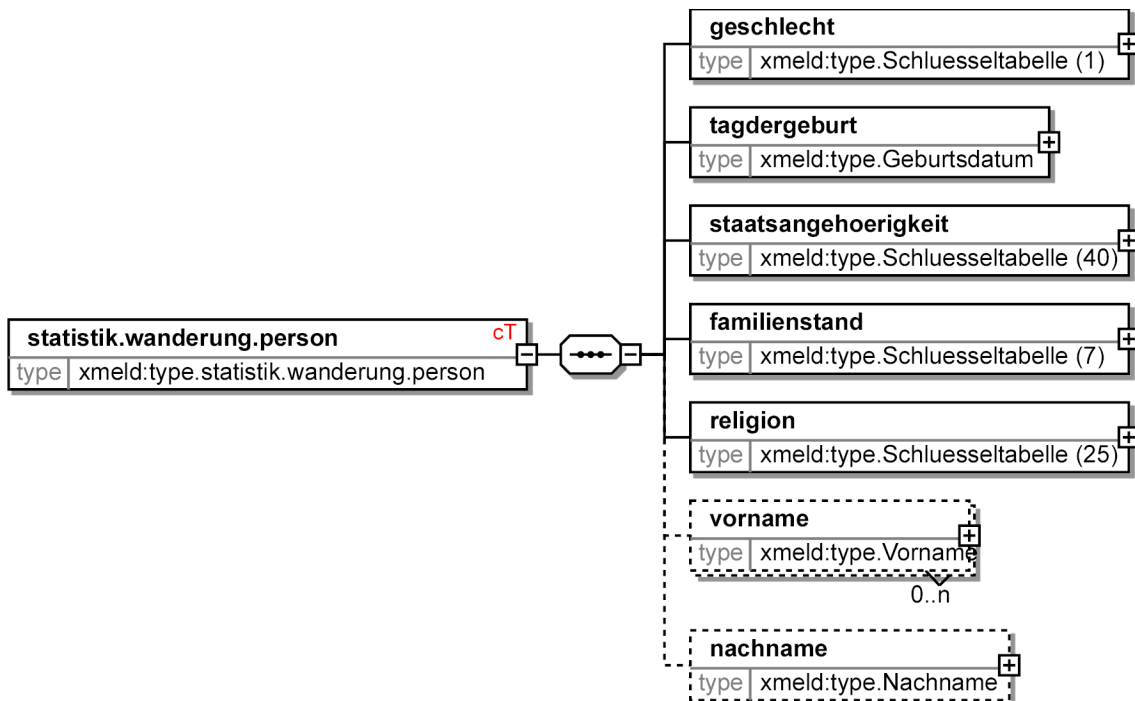 geschlecht
type xmeld:type.Schluesseltabelle (1)
tagdergeburt
type xmeld:type.Geburtsdatum
staatsangehoerigkeit
type xmeld:type.Schluesseltabelle (40)
statistik.wanderung.person cT
type xmeld:type.statistik.wanderung.person
familienstand
type xmeld:type.Schluesseltabelle (7)
religion
type xmeld:type.Schluesseltabelle (25)
vorname
type xmeld:type.Vorname
0..n
nachname
type xmeld:type.Nachname